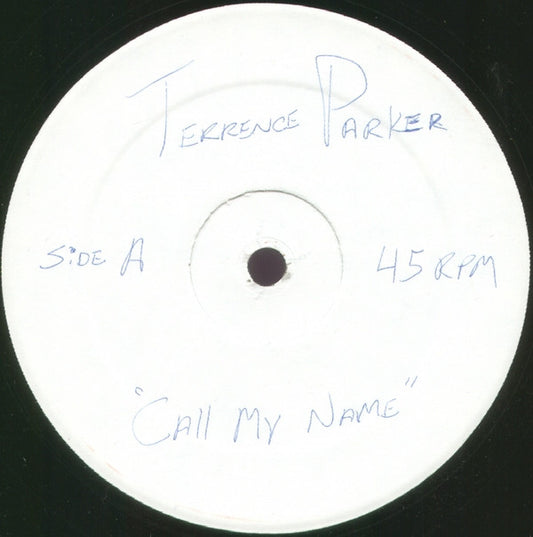 Terrence Parker
Side A
45 RPM
"Call My Name"